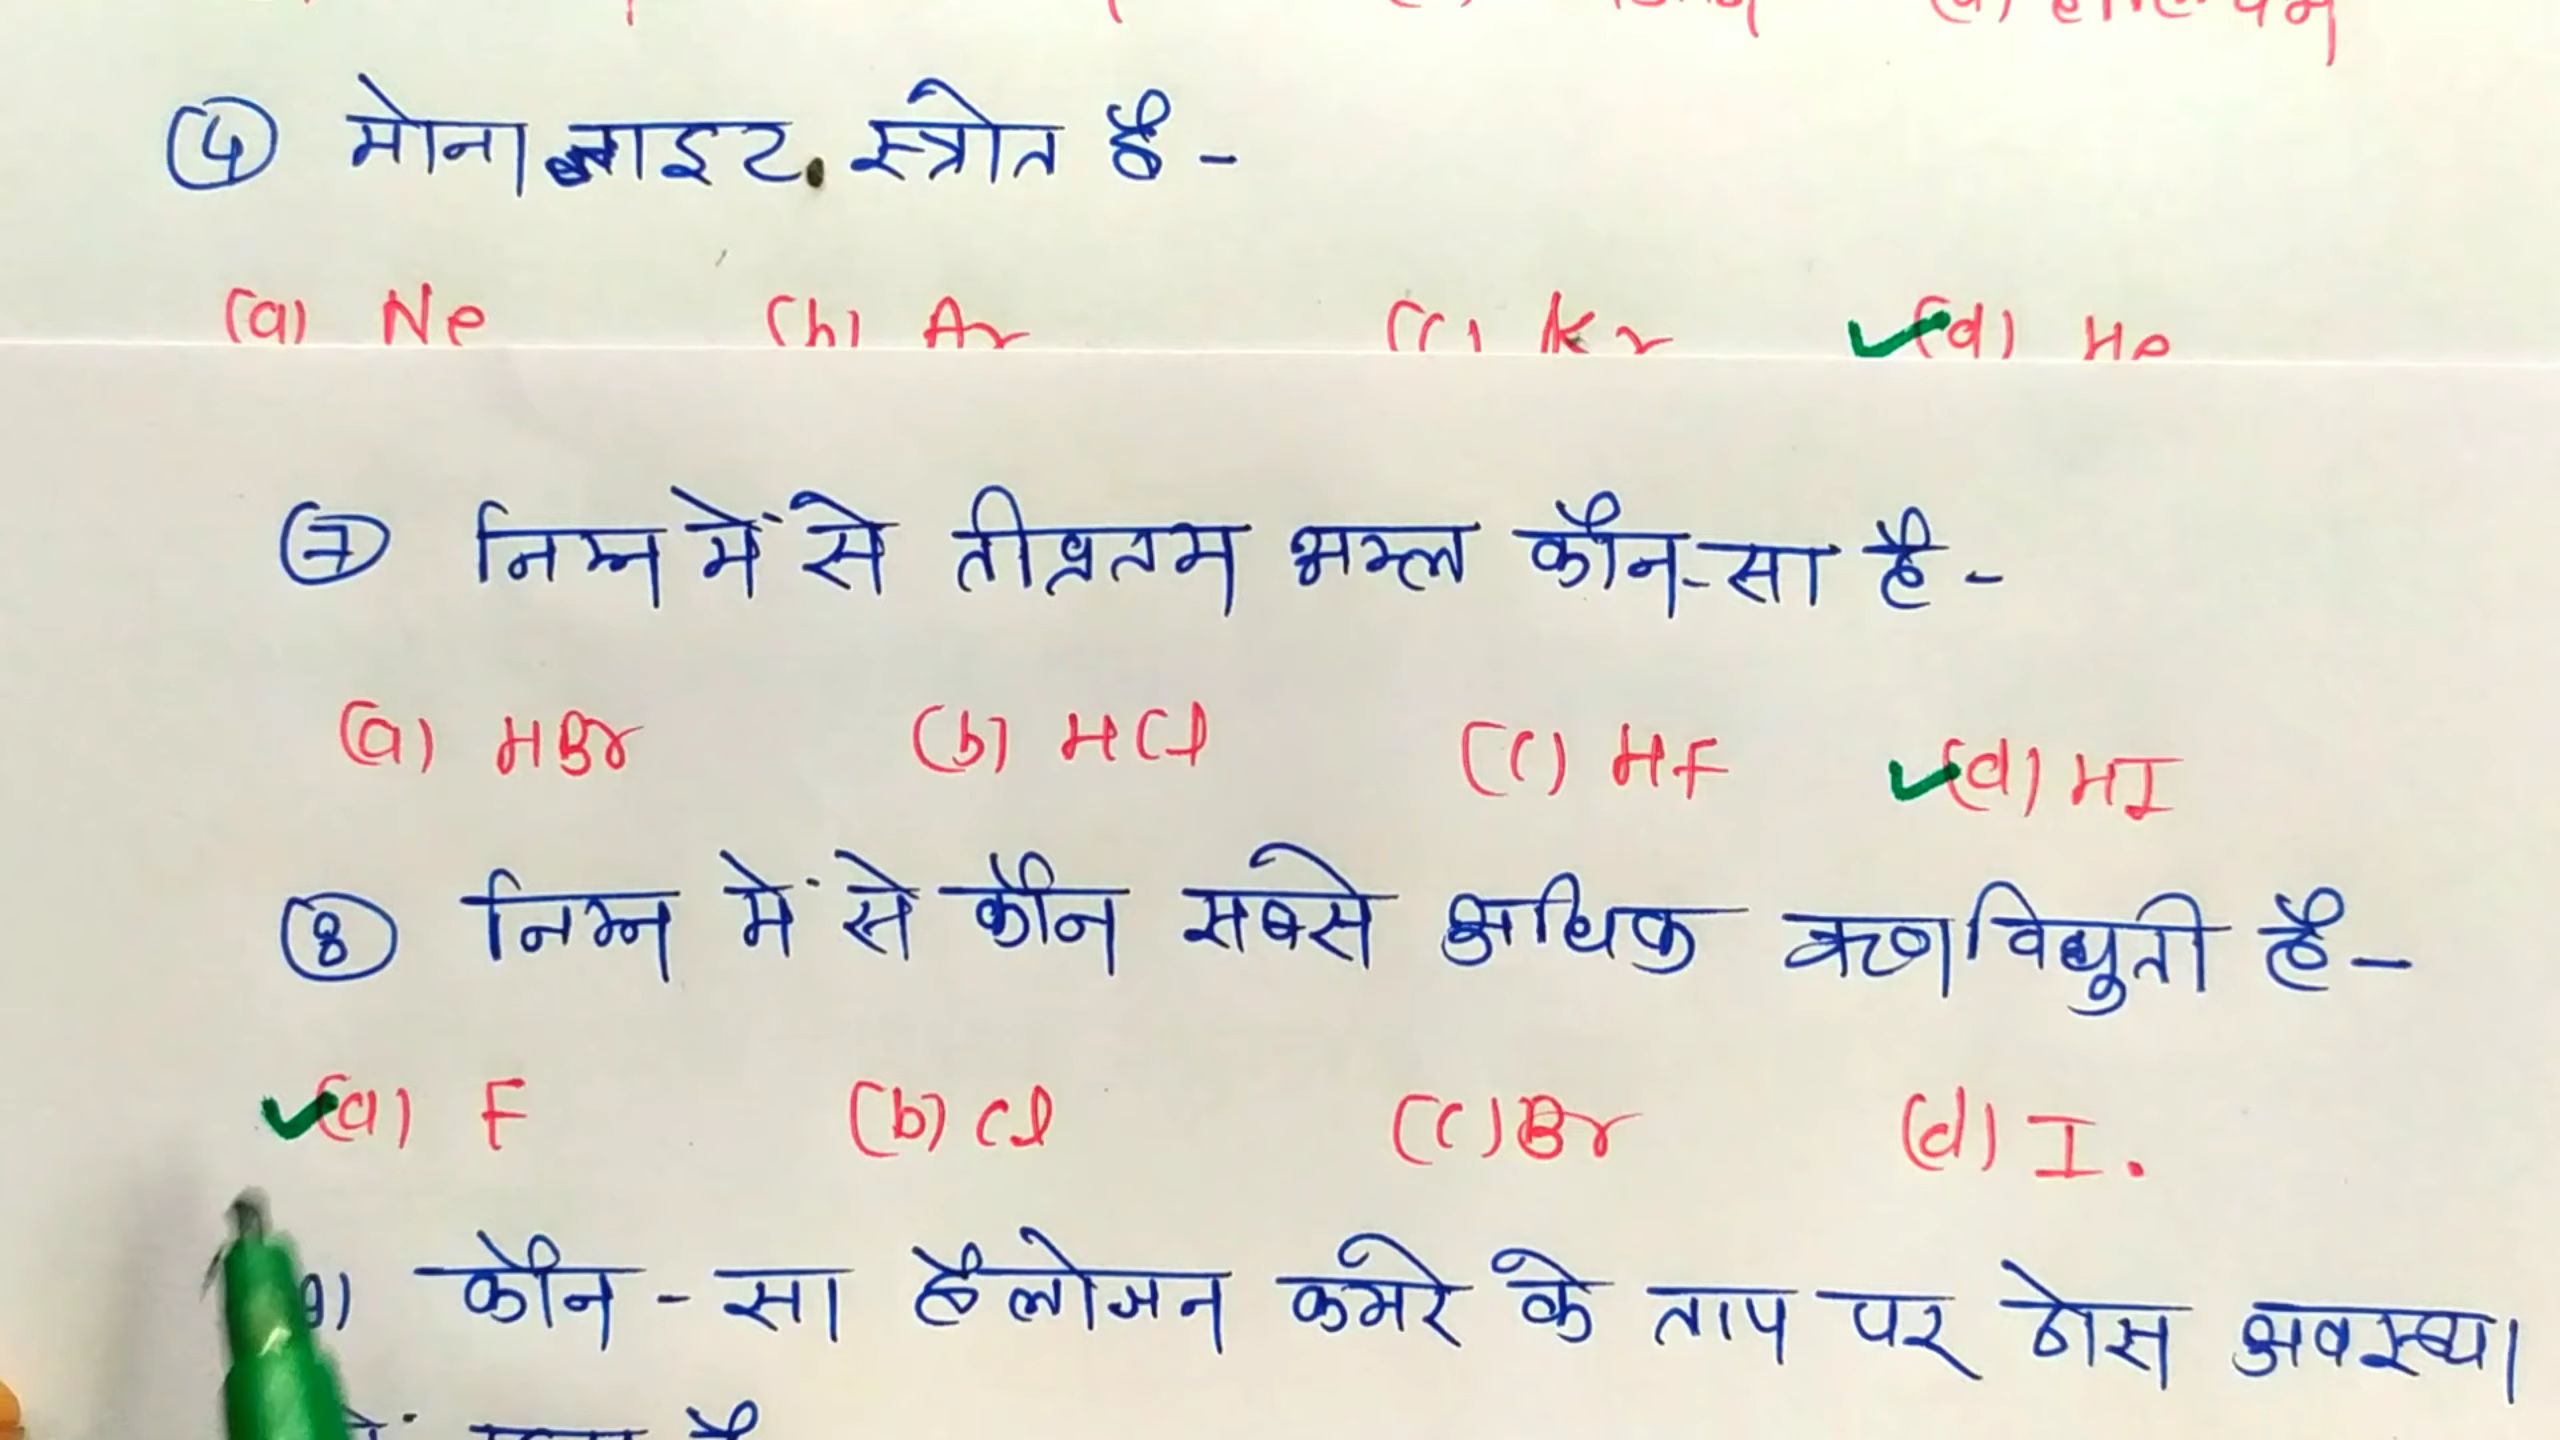 ④ मोनाजाइट स्त्रोत है -
(a) Ne (b) Ar (c) Kr (d) He
⑦ निम्न में से तीव्रतम अम्ल कौन-सा है -
(a) HBr (b) HCl (c) HF (d) HI
⑧ निम्न में से कौन सबसे अधिक ऋणविद्युती है -
(a) F (b) Cl (c) Br (d) I.
कौन - सा हैलोजन कमरे के ताप पर ठोस अवस्था